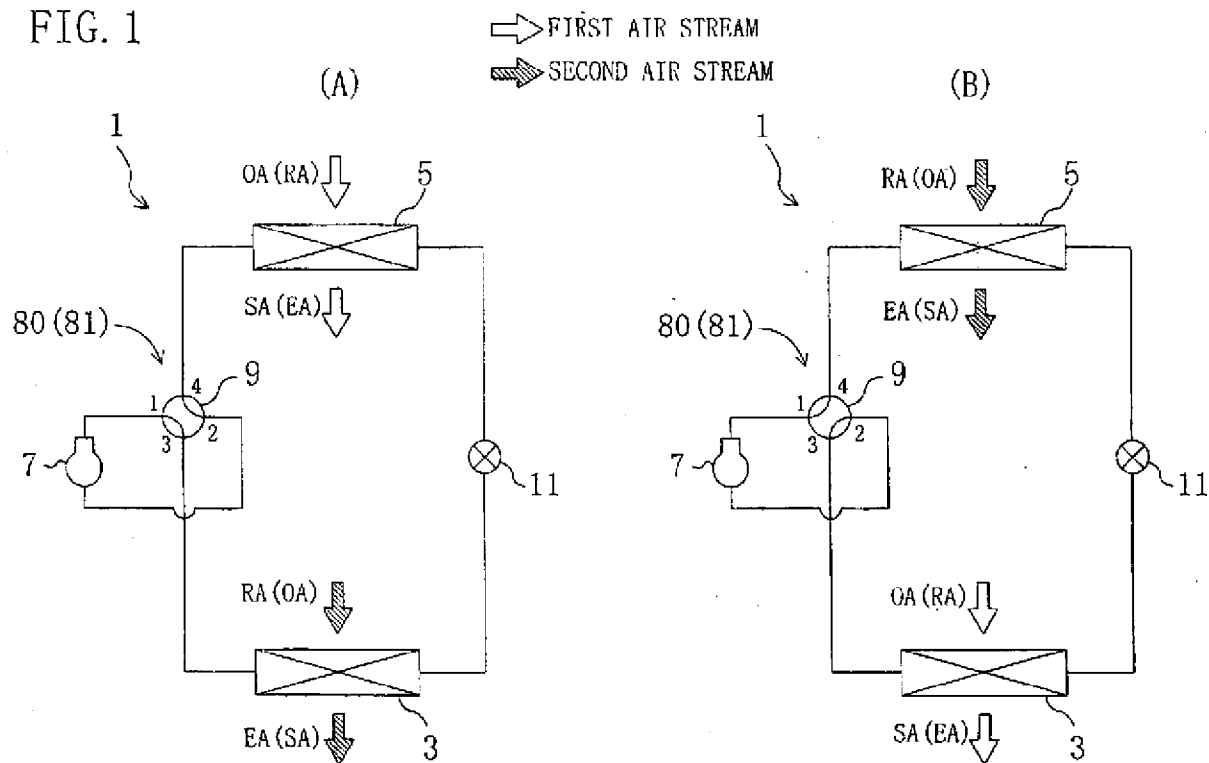 FIG. 1
FIRST AIR STREAM
SECOND AIR STREAM
(A)
1
OA(RA)
5
SA(EA)
80(81)
9
4
1
2
3
7
11
RA(OA)
EA(SA)
3
(B)
1
RA(OA)
5
EA(SA)
80(81)
9
4
1
2
3
7
11
OA(RA)
SA(EA)
3